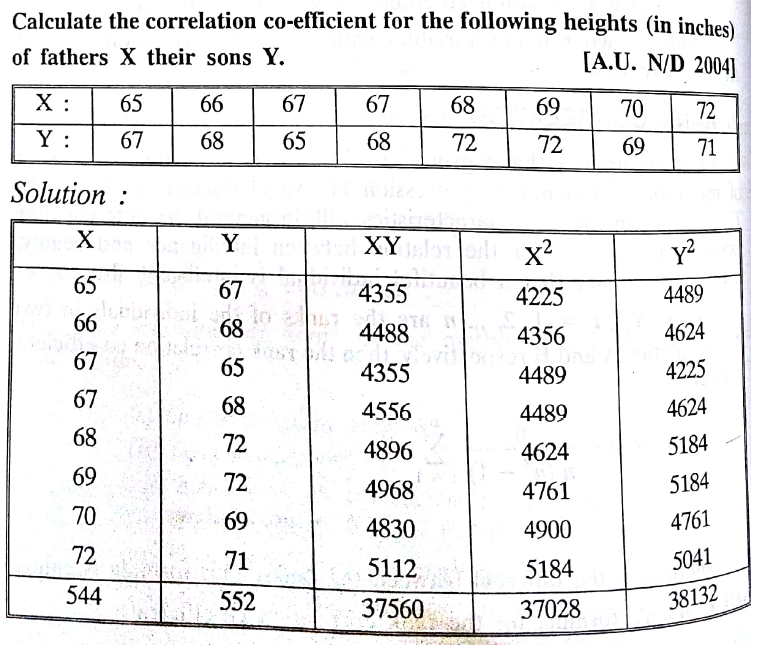 Calculate the correlation co-efficient for the following heights (in inches)
of fathers X their sons Y. [A.U. N/D 2004]
X : 65 66 67 67 68 69 70 72
Y : 67 68 65 68 72 72 69 71
Solution :
X Y XY X² Y²
65 67 4355 4225 4489
66 68 4488 4356 4624
67 65 4355 4489 4225
67 68 4556 4489 4624
68 72 4896 4624 5184
69 72 4968 4761 5184
70 69 4830 4900 4761
72 71 5112 5184 5041
544 552 37560 37028 38132